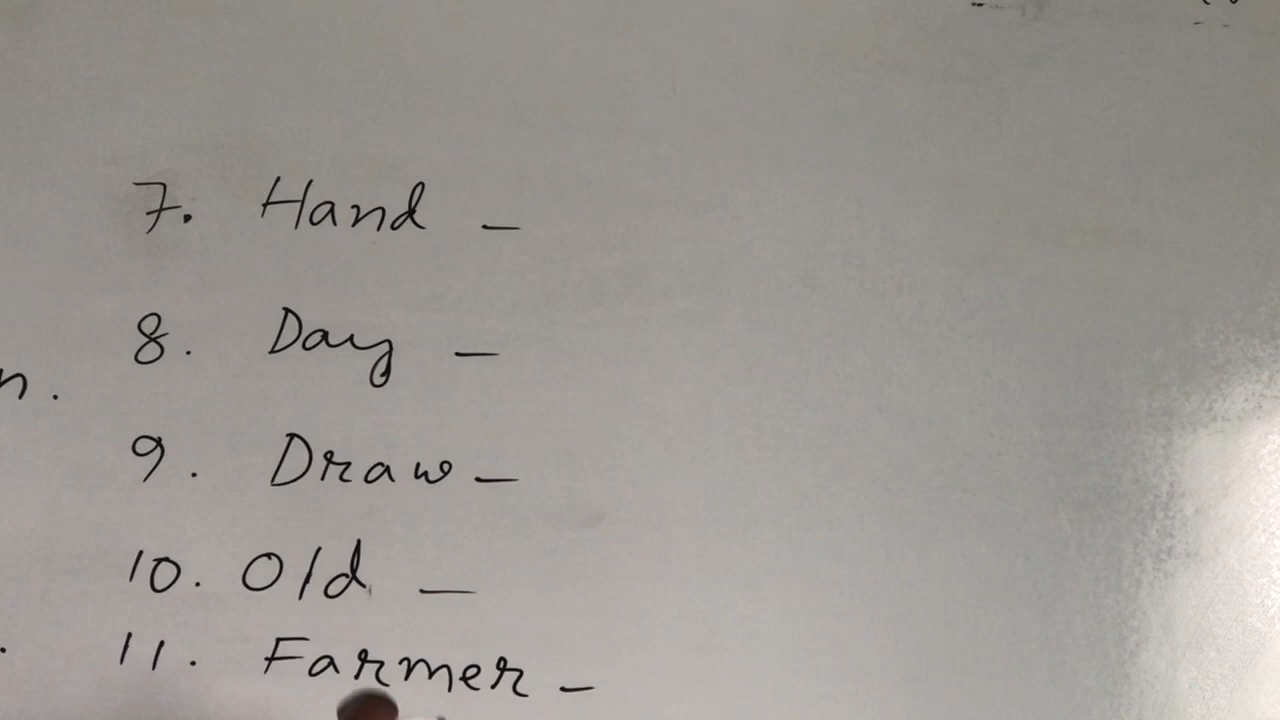 7. Hand -
8. Day -
n.
9. Draw -
10. Old -
11. Farmer -